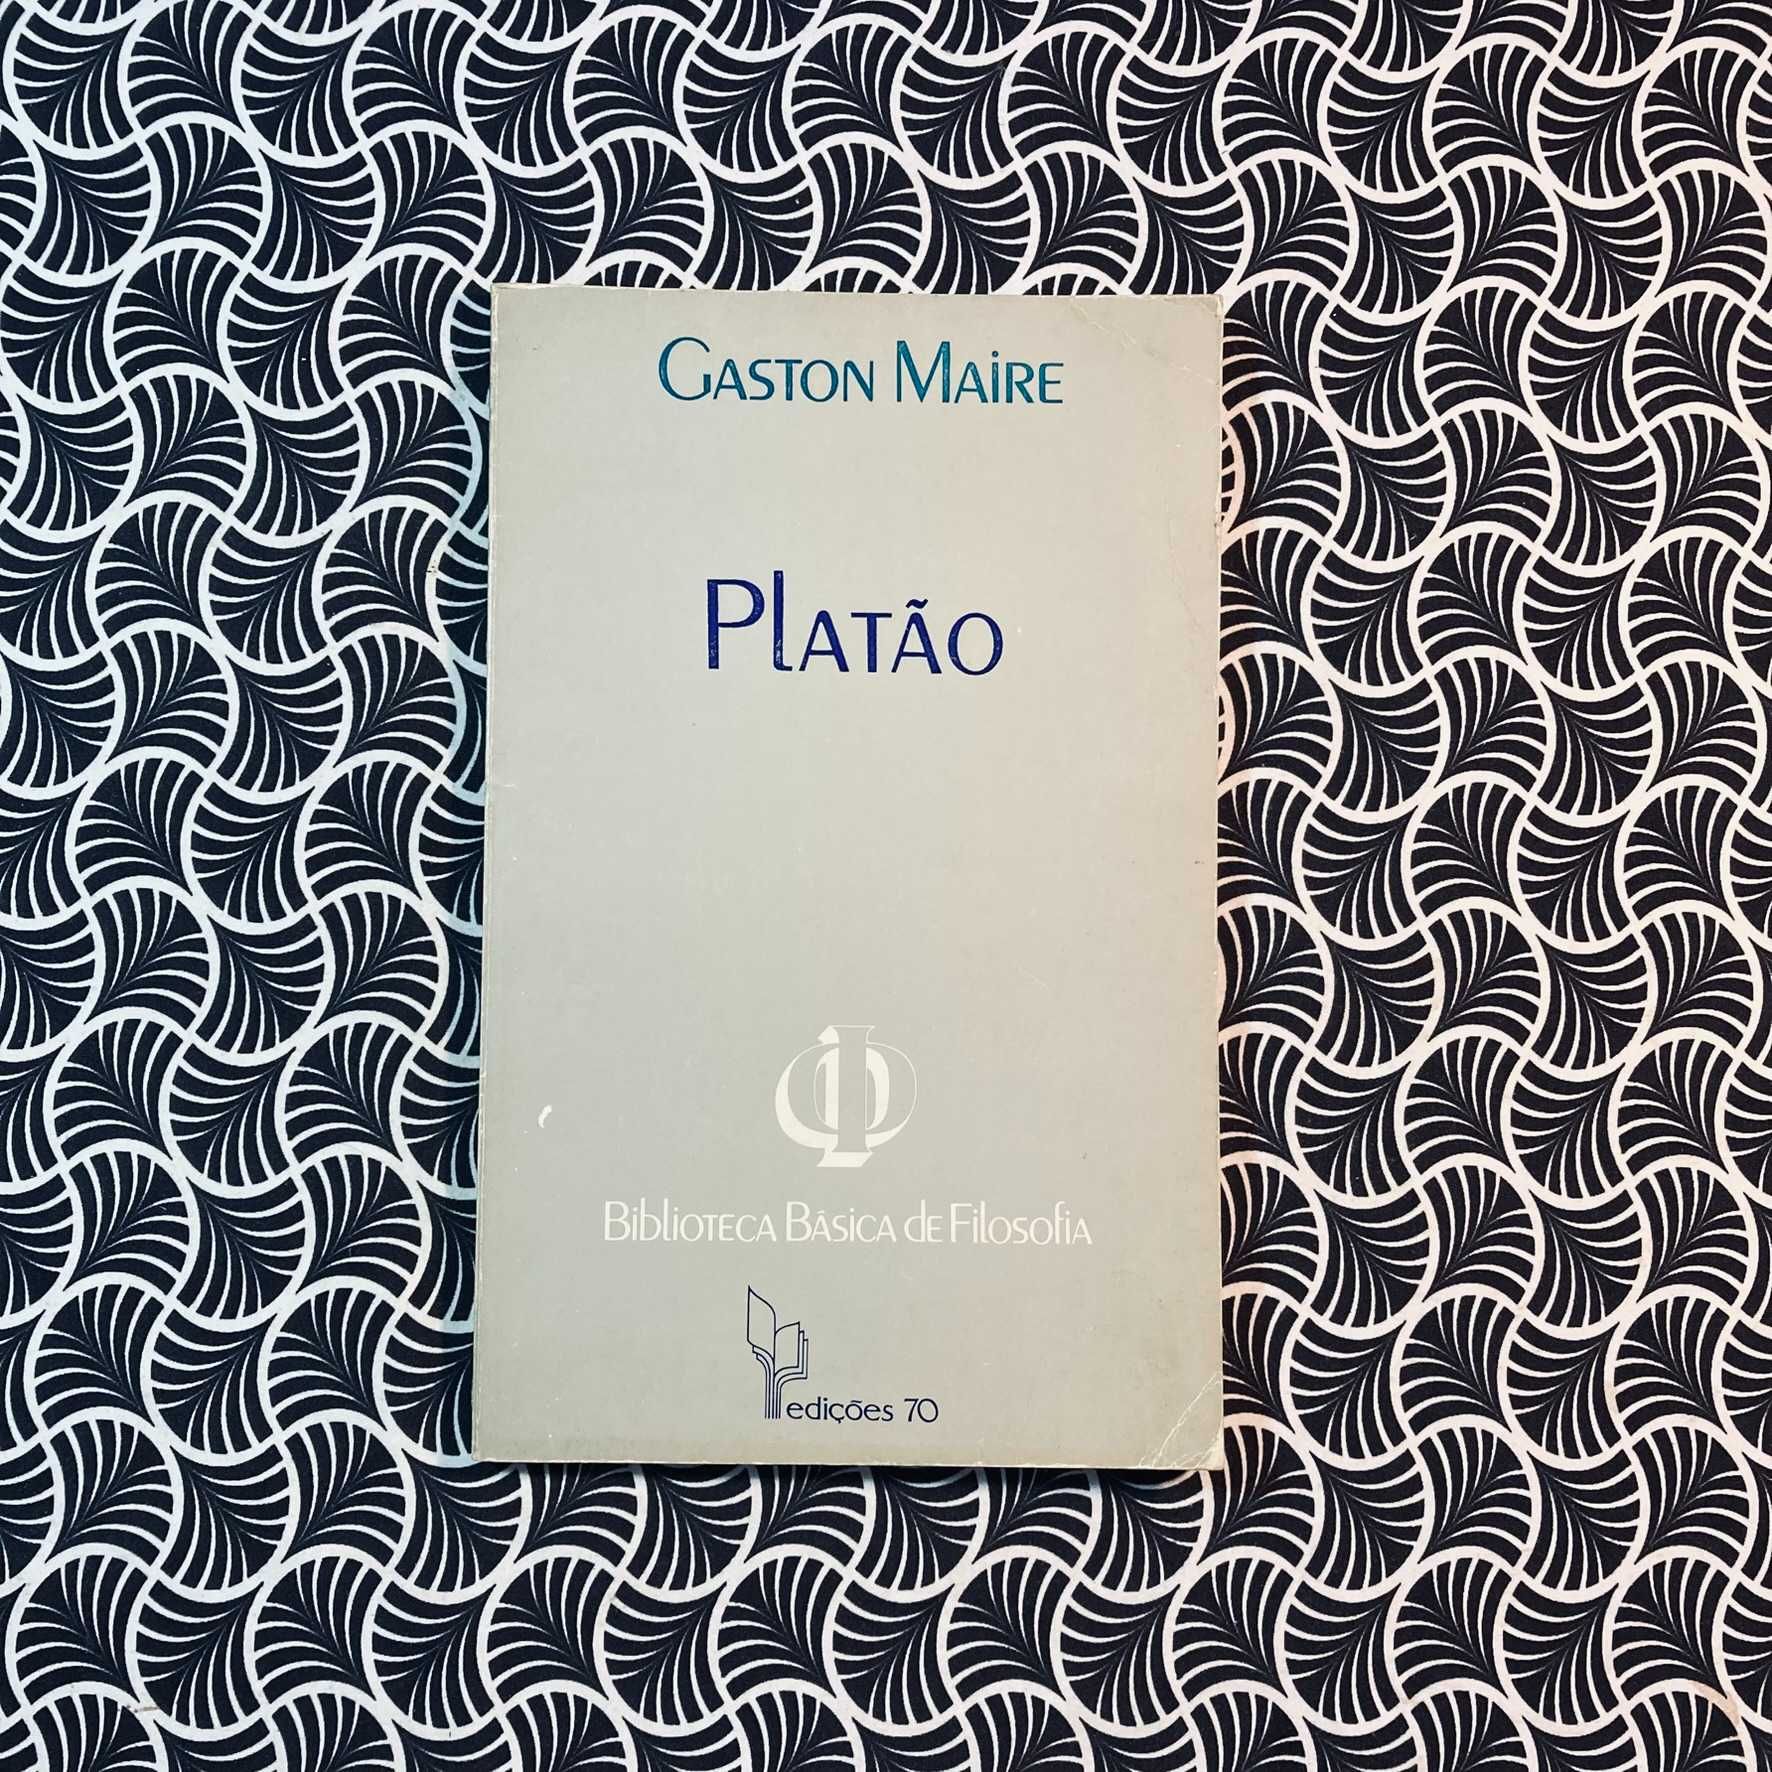 Gaston Maire
Platão
Biblioteca Básica de Filosofia
edições 70